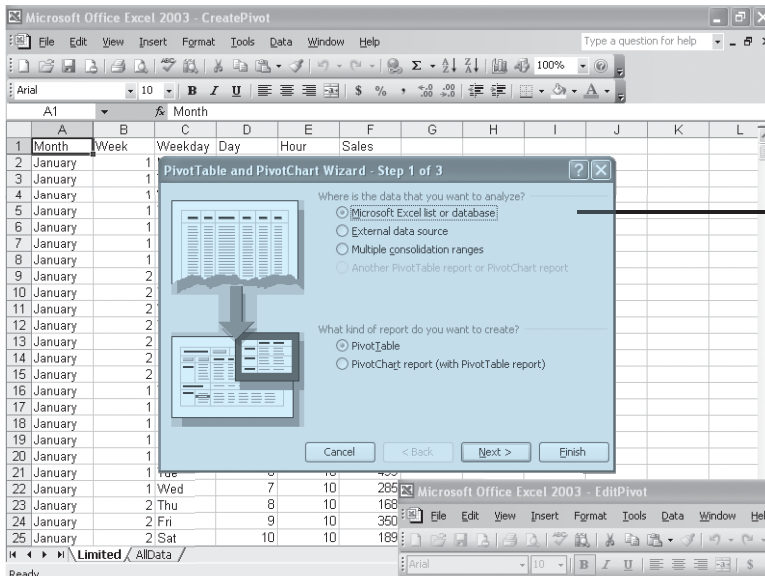 Microsoft Office Excel 2003 - CreatePivot
File Edit View Insert Format Tools Data Window Help
Type a question for help
100%
Arial 10 B I U $ % ,
A1 fx Month
A B C D E F G H I J K L
1 Month Week Weekday Day Hour Sales
2 January 1
3 January 1
4 January 1
5 January 1
6 January 1
7 January 1
8 January 1
9 January 2
10 January 2
11 January 2
12 January 2
13 January 2
14 January 2
15 January 2
16 January 1
17 January 1
18 January 1
19 January 1
20 January 1
21 January 1
22 January 1 Wed 7 10 285
23 January 2 Thu 8 10 168
24 January 2 Fri 9 10 350
25 January 2 Sat 10 10 189
Limited AllData
Ready
PivotTable and PivotChart Wizard - Step 1 of 3
Where is the data that you want to analyze?
Microsoft Excel list or database
External data source
Multiple consolidation ranges
Another PivotTable report or PivotChart report
What kind of report do you want to create?
PivotTable
PivotChart report (with PivotTable report)
Cancel < Back Next > Finish
Microsoft Office Excel 2003 - EditPivot
File Edit View Insert Format Tools Data Window Hel
Arial 10 B I U $